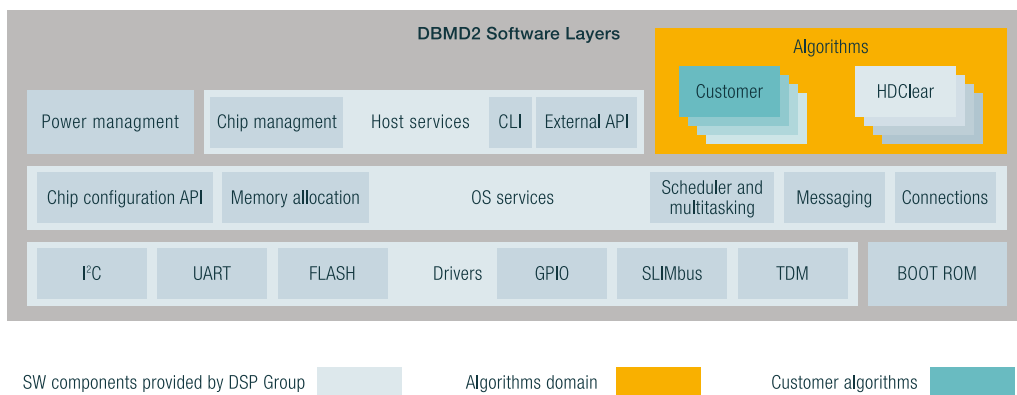 DBMD2 Software Layers
Algorithms
Customer
HDClear
Power managment
Chip managment
Host services
CLI
External API
Chip configuration API
Memory allocation
OS services
Scheduler and
multitasking
Messaging
Connections
I²C
UART
FLASH
Drivers
GPIO
SLIMbus
TDM
BOOT ROM
SW components provided by DSP Group
Algorithms domain
Customer algorithms